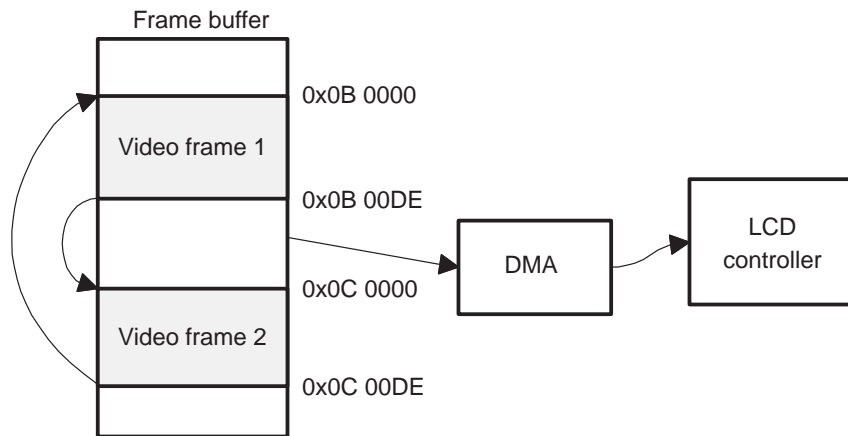 Frame buffer
0x0B 0000
Video frame 1
0x0B 00DE
DMA
LCD
controller
0x0C 0000
Video frame 2
0x0C 00DE